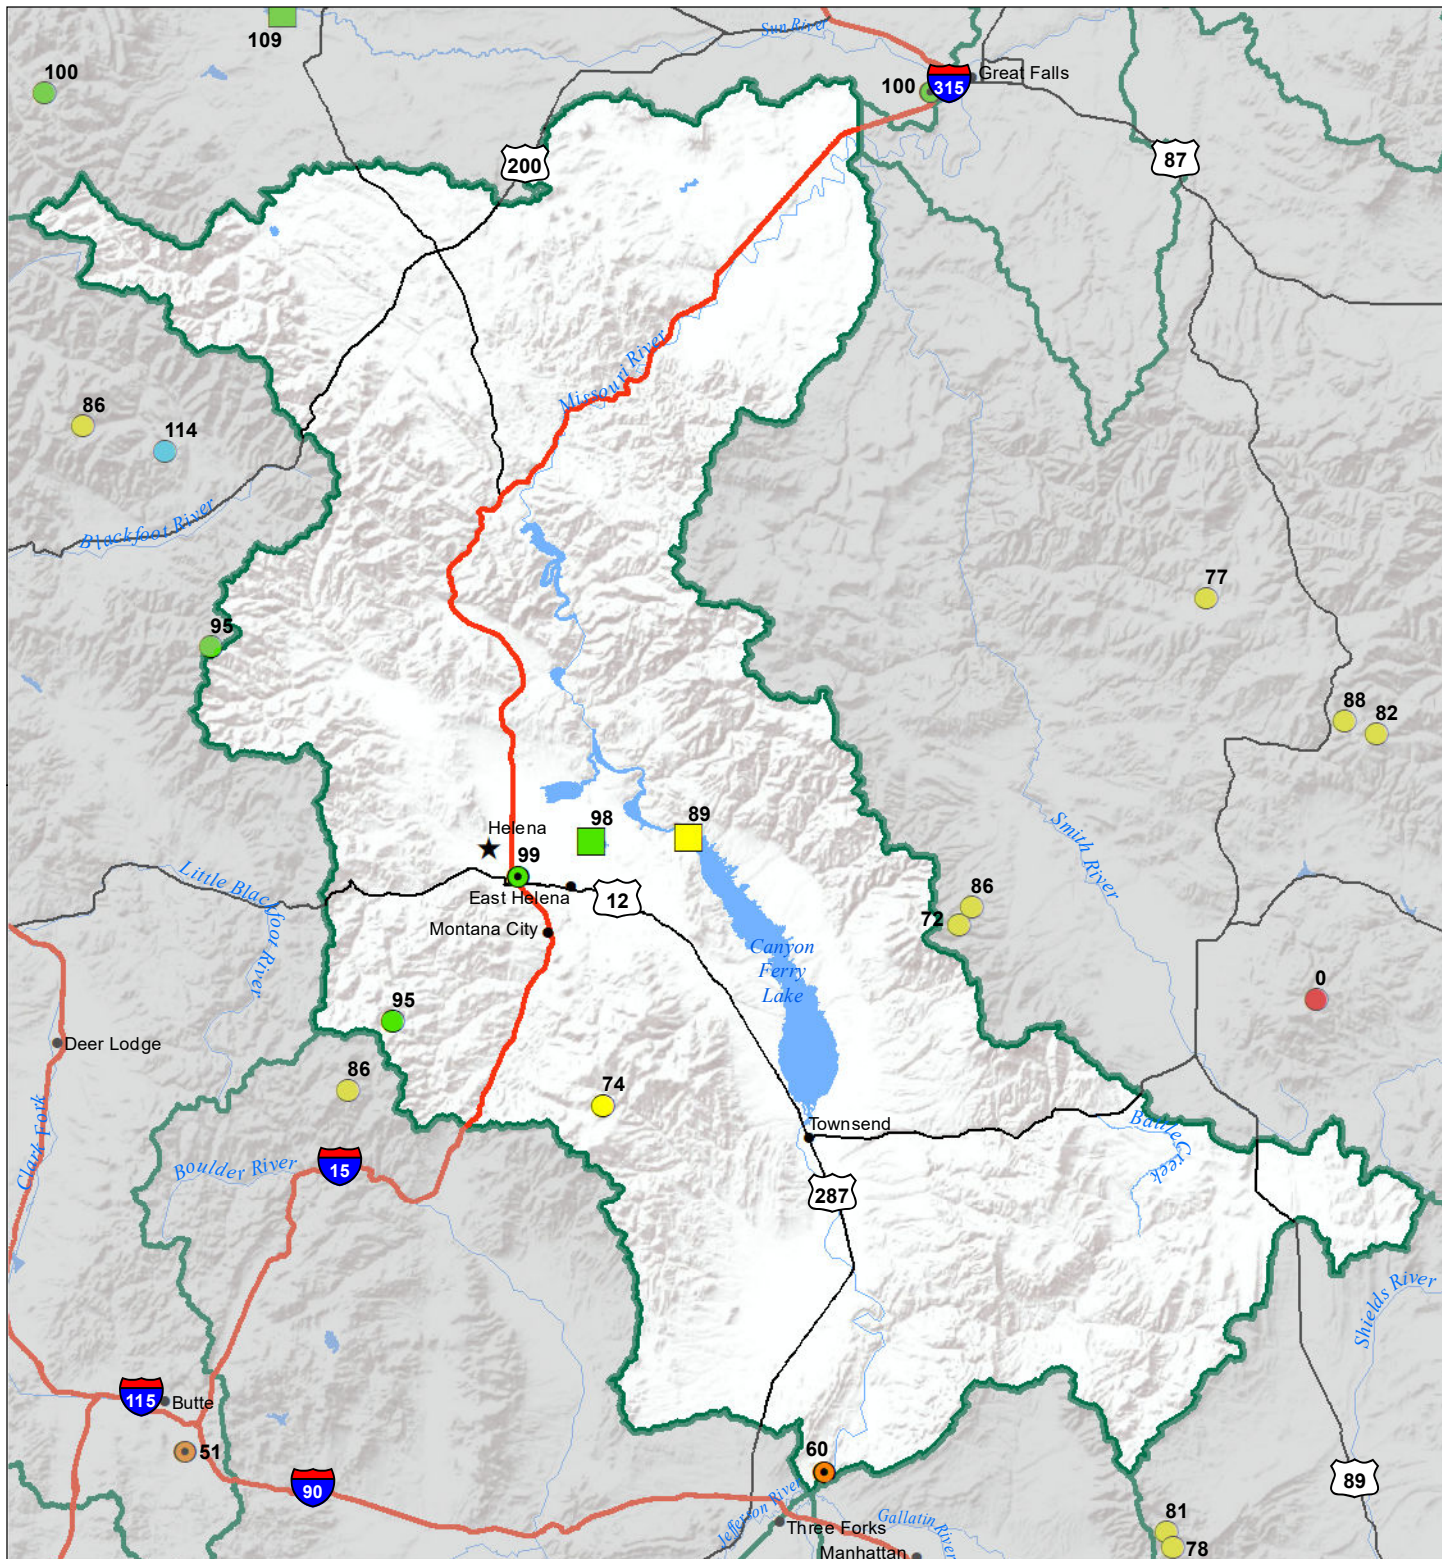 109
Sun River
100
100
315
Great Falls
200
87
Missouri River
86
114
Blackfoot River
77
95
88
82
Helena
98
89
99
East Helena
12
Little Blackfoot River
Montana City
Smith River
86
72
Canyon
Ferry
Lake
0
95
Deer Lodge
86
74
Townsend
Battle Creek
Clark Fork
Boulder River
15
287
Shields River
115
Butte
51
60
90
89
Jefferson River
Three Forks
Gallatin River
81
78
Manhattan